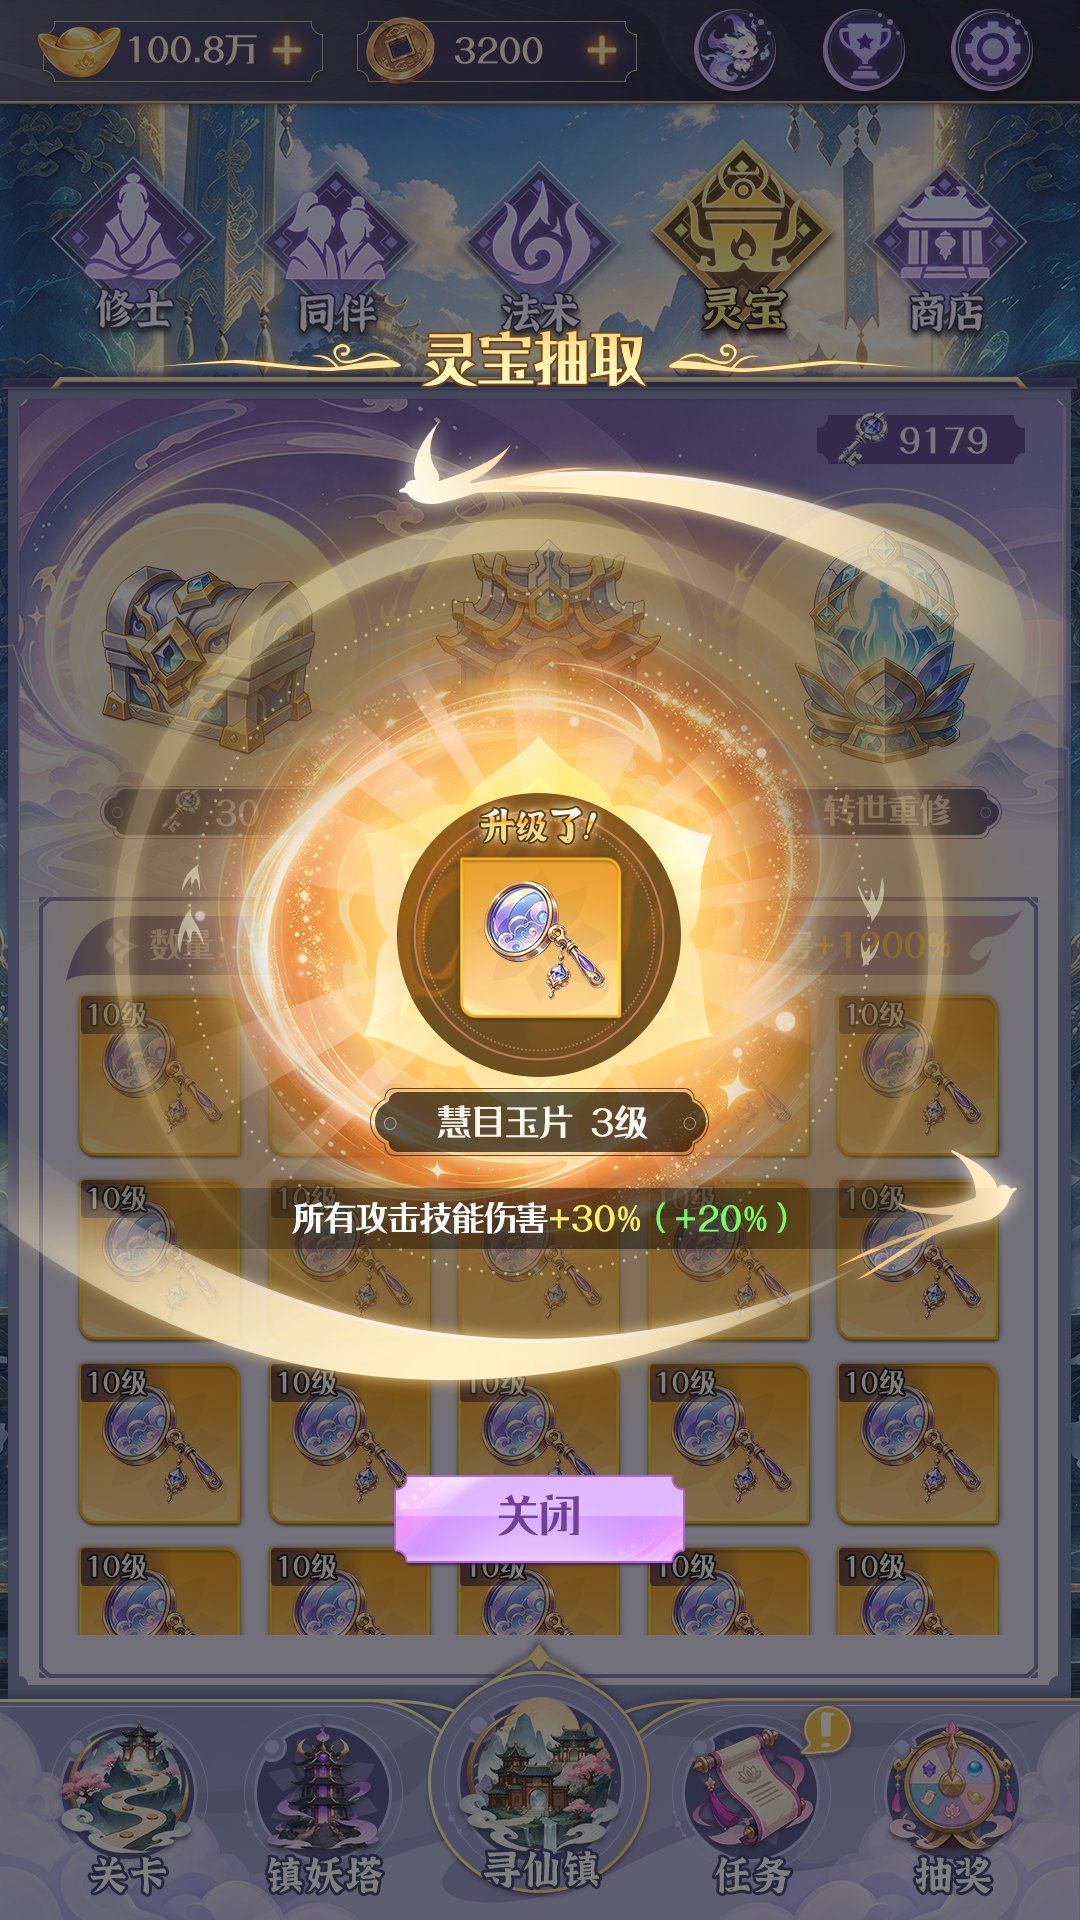 100.8万
3200
修士
同伴
法术
灵宝
商店
灵宝抽取
9179
30
转世重修
升级了!
数量:
害+1900%
10级
10级
慧目玉片 3级
10级
10级
10级
10级
所有攻击技能伤害+30%（+20%）
10级
10级
10级
10级
10级
关闭
10级
10级
10级
10级
10级
关卡
镇妖塔
寻仙镇
任务
抽奖